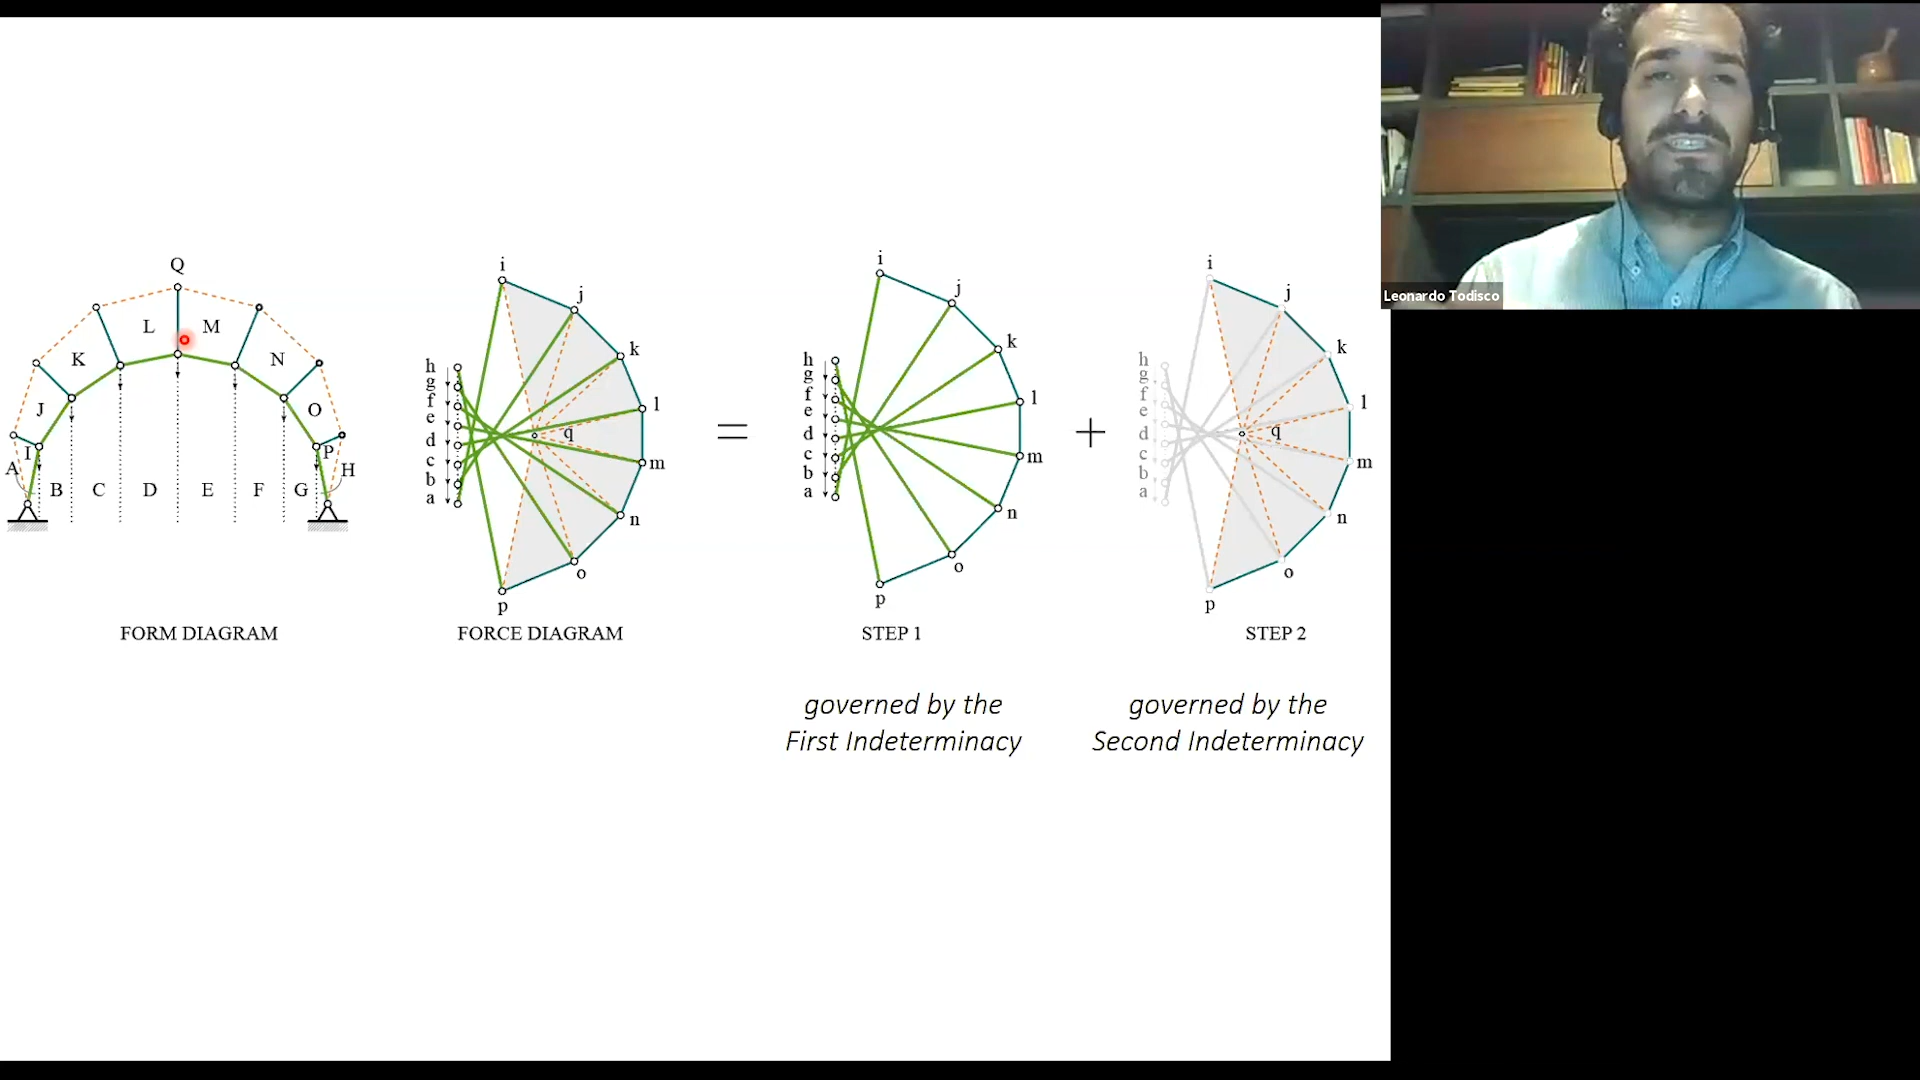 Leonardo Todisco
Q
L
M
K
N
J
O
I
P
A
H
B
C
D
E
F
G
FORM DIAGRAM
i
j
k
l
m
n
o
p
q
h
g
f
e
d
c
b
a
FORCE DIAGRAM
=
i
j
k
l
m
n
o
p
h
g
f
e
d
c
b
a
STEP 1
governed by the
First Indeterminacy
+
i
j
k
l
m
n
o
p
q
h
g
f
e
d
c
b
a
STEP 2
governed by the
Second Indeterminacy